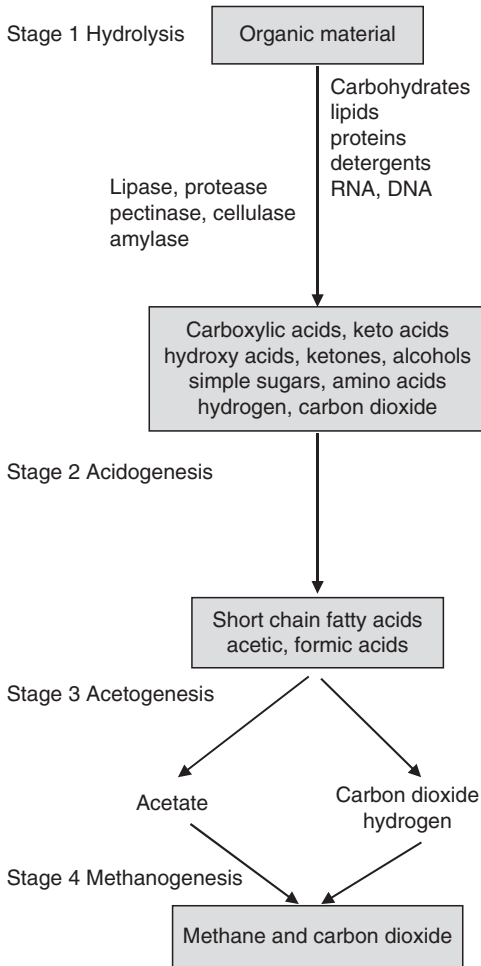 Stage 1 Hydrolysis
Organic material
Carbohydrates
lipids
proteins
detergents
RNA, DNA
Lipase, protease
pectinase, cellulase
amylase
Carboxylic acids, keto acids
hydroxy acids, ketones, alcohols
simple sugars, amino acids
hydrogen, carbon dioxide
Stage 2 Acidogenesis
Short chain fatty acids
acetic, formic acids
Stage 3 Acetogenesis
Acetate
Carbon dioxide
hydrogen
Stage 4 Methanogenesis
Methane and carbon dioxide